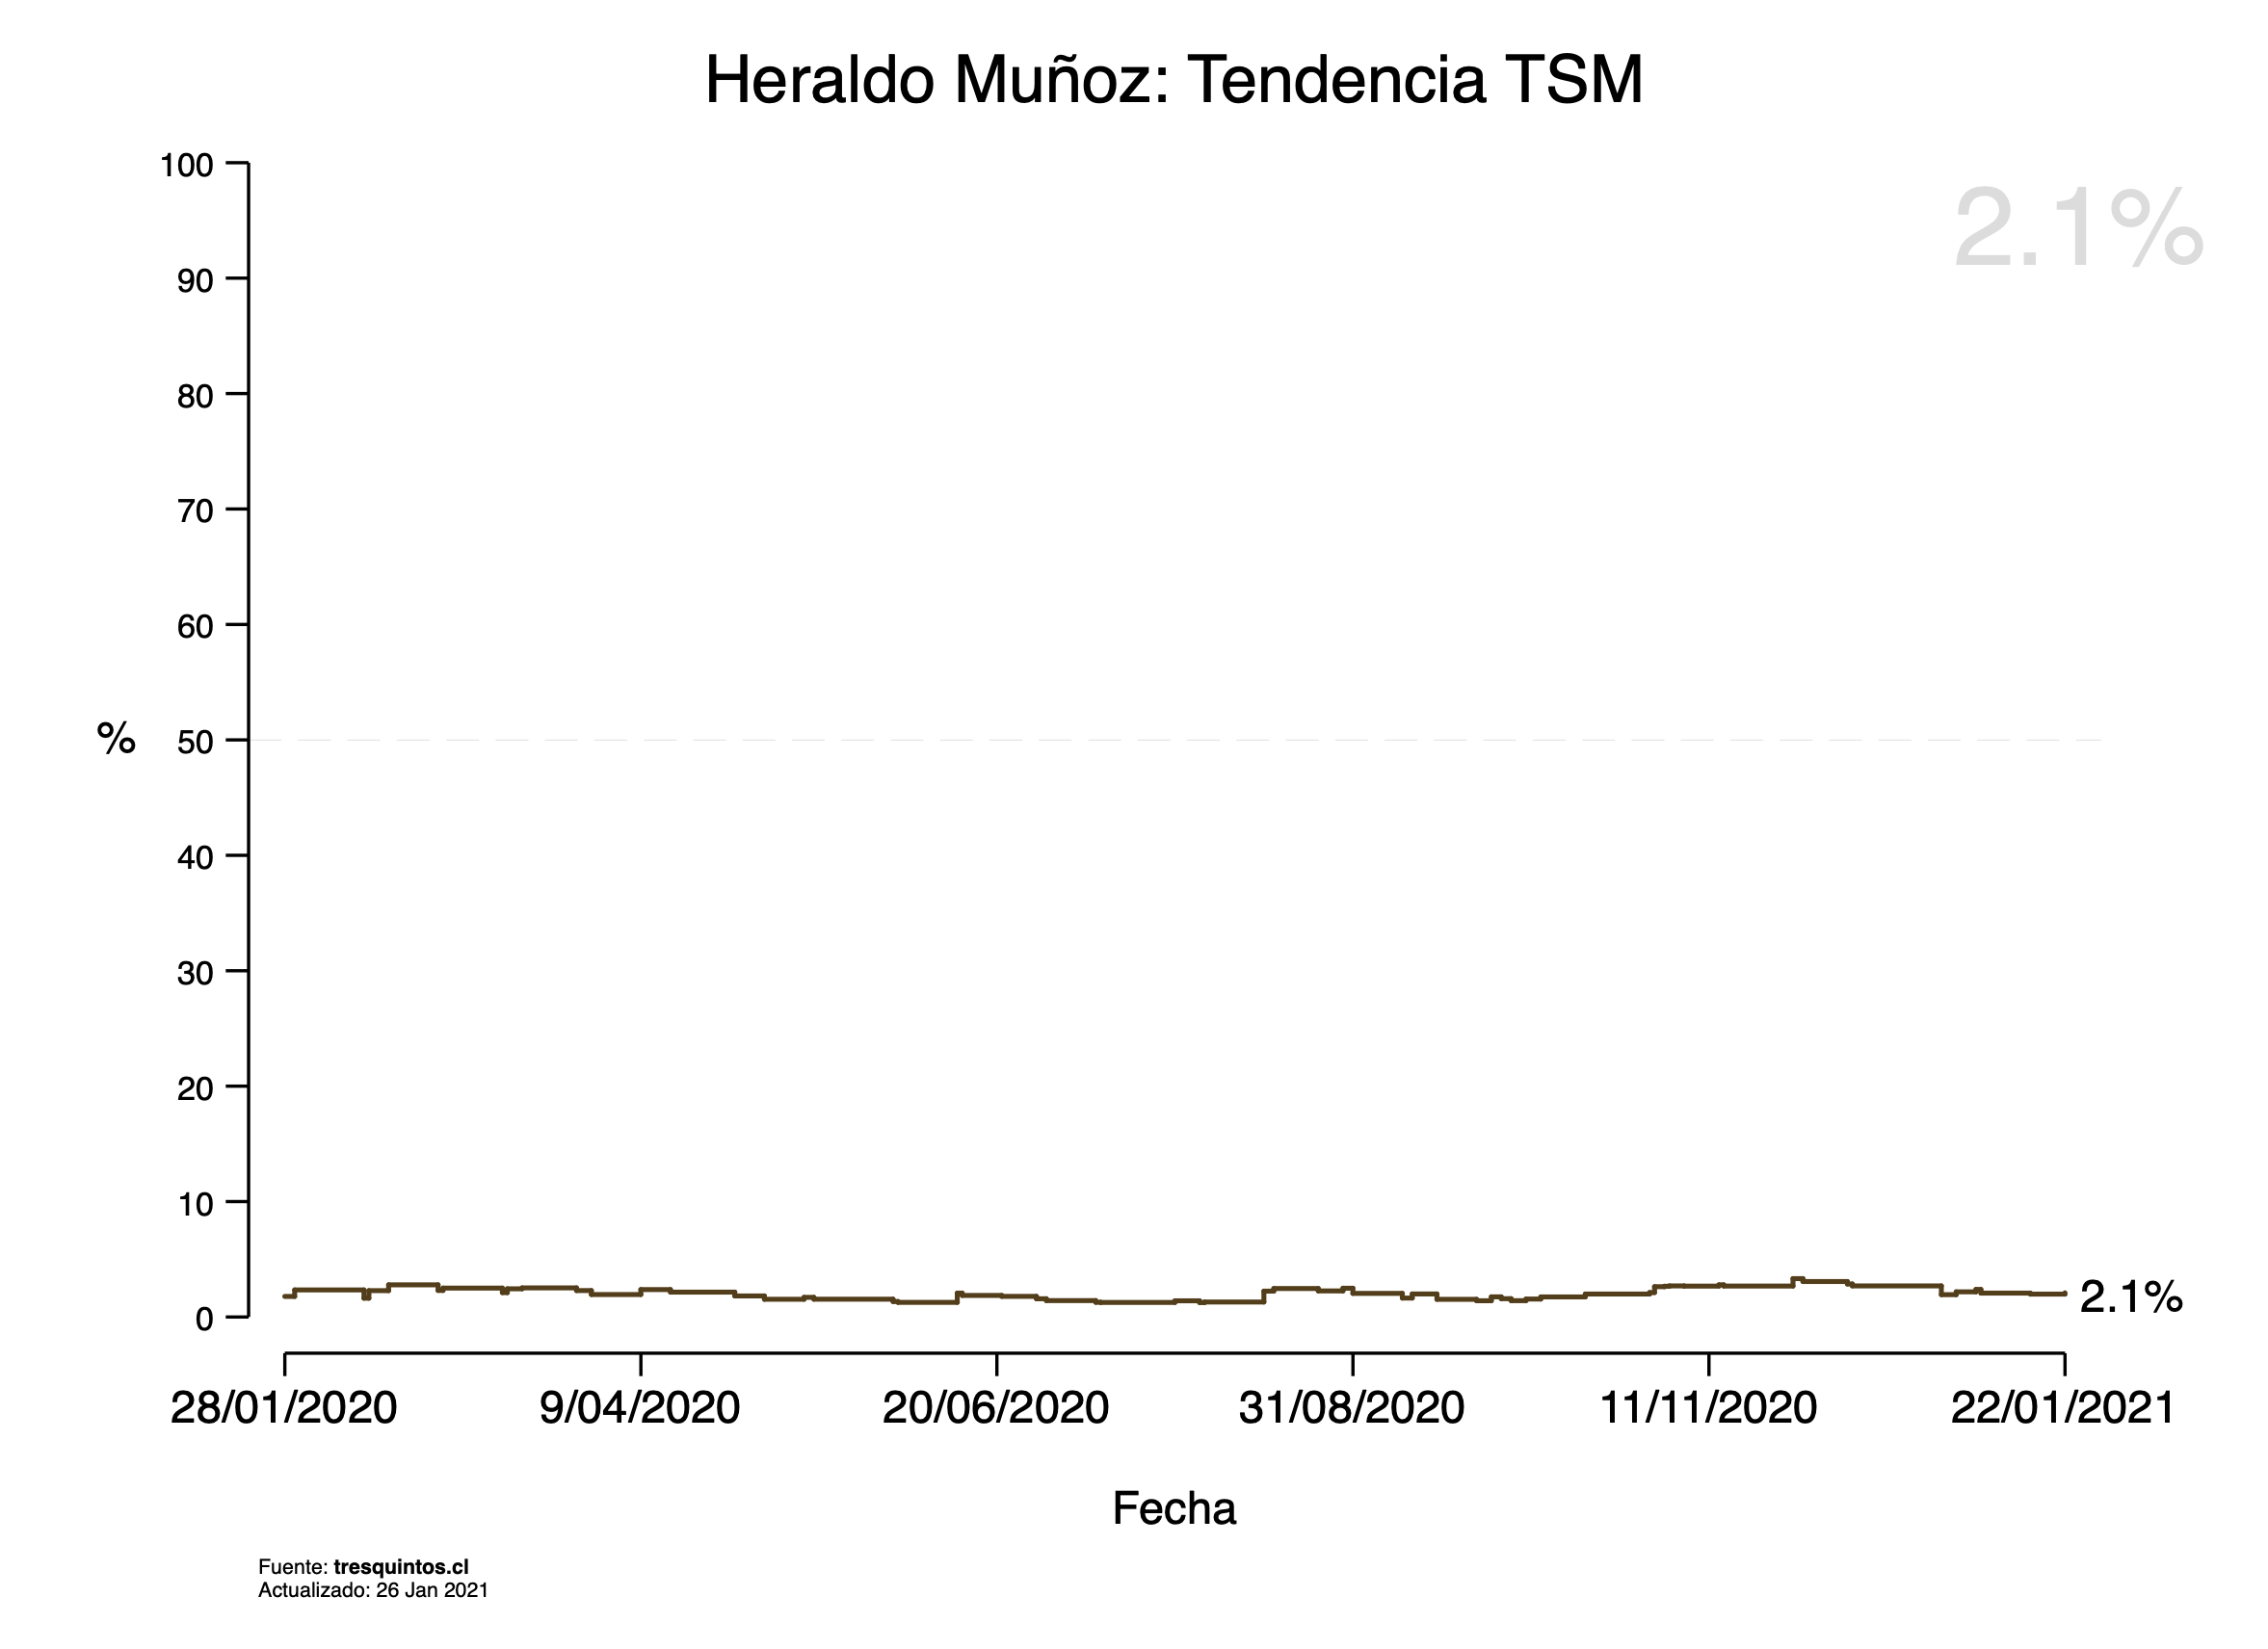 Heraldo Muñoz: Tendencia TSM
2.1%
100
90
80
70
60
50
40
30
20
10
0
%
2.1%
28/01/2020 9/04/2020 20/06/2020 31/08/2020 11/11/2020 22/01/2021
Fecha
Fuente: tresquintos.cl
Actualizado: 26 Jan 2021